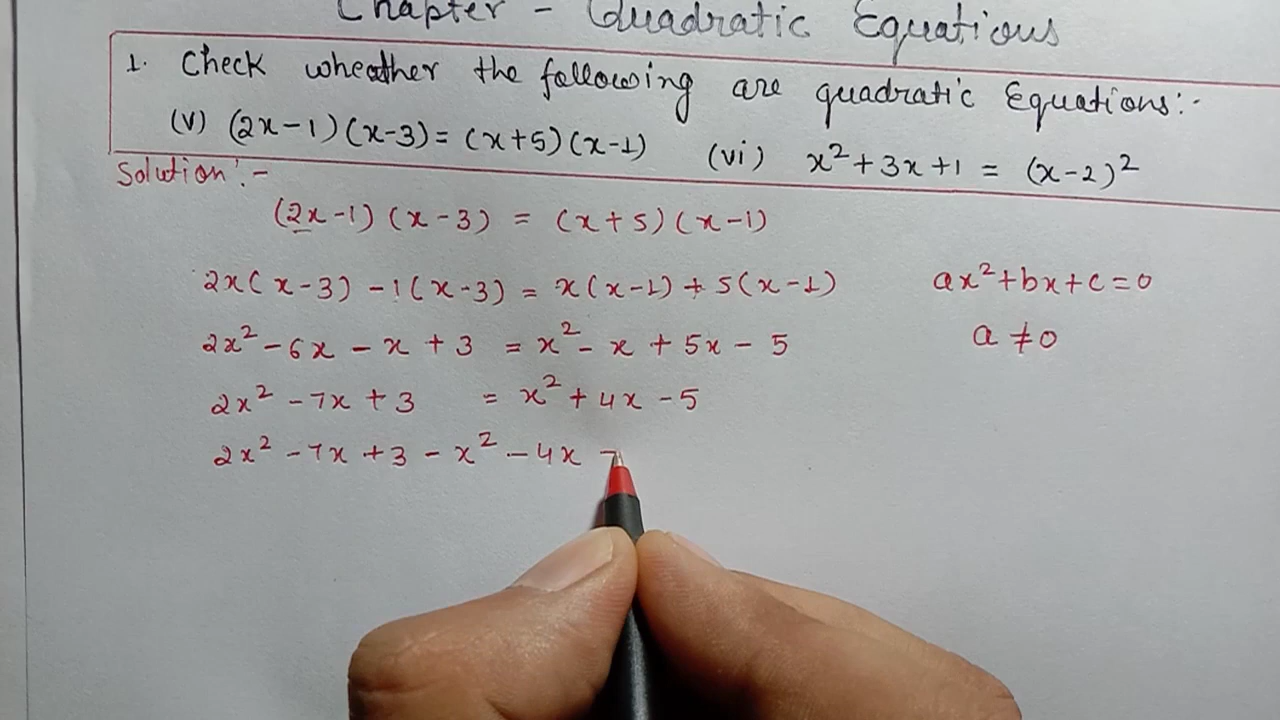 Chapter - Quadratic Equations
1. Check wheather the following are quadratic Equations:-
(v) (2x-1)(x-3)=(x+5)(x-1) (vi) x²+3x+1 = (x-2)²
Solution:-
(2x-1)(x-3) = (x+5)(x-1)
2x(x-3)-1(x-3) = x(x-1)+5(x-1) ax²+bx+c=0
2x²-6x-x+3 = x²-x+5x-5 a≠0
2x²-7x+3 = x²+4x-5
2x²-7x+3-x²-4x